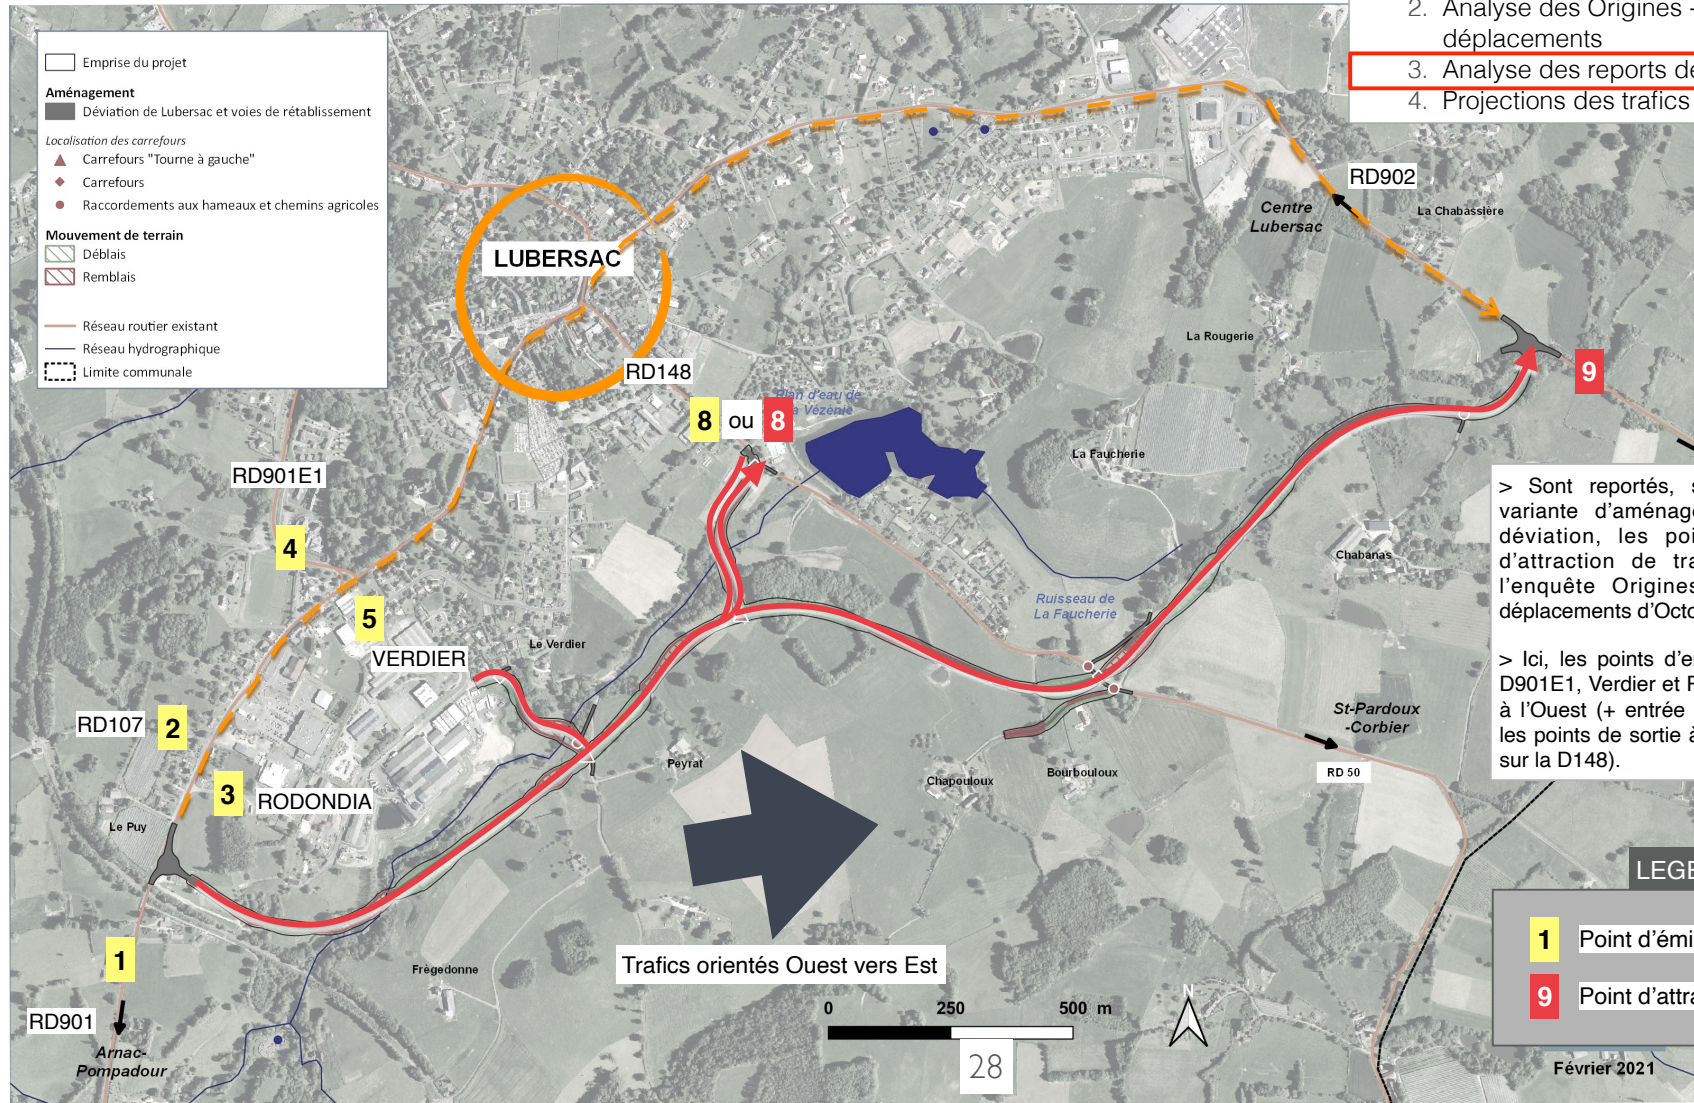 2. Analyse des Origines -
déplacements
3. Analyse des reports de
4. Projections des trafics
Emprise du projet
Aménagement
Déviation de Lubersac et voies de rétablissement
Localisation des carrefours
Carrefours "Tourne à gauche"
Carrefours
Raccordements aux hameaux et chemins agricoles
Mouvement de terrain
Déblais
Remblais
Réseau routier existant
Réseau hydrographique
Limite communale
RD902
Centre
Lubersac
La Chabassière
LUBERSAC
La Rougerie
RD148
9
8 ou 8
Plan d'eau de
la Vézénie
La Faucherie
RD901E1
4
Chabanas
5
Ruisseau de
La Faucherie
Le Verdier
VERDIER
> Sont reportés, s
variante d'aménage
déviation, les poi
d'attraction de tra
l'enquête Origines
déplacements d'Octo
> Ici, les points d'e
D901E1, Verdier et R
à l'Ouest (+ entrée
les points de sortie à
sur la D148).
RD107
2
St-Pardoux
-Corbier
Peyrat
Chapouloux
Bourbouloux
RD 50
3
RODONDIA
Le Puy
1
RD901
Arnac-
Pompadour
Frègedonne
Trafics orientés Ouest vers Est
0 250 500 m
N
28
LEGE
1 Point d'émi
9 Point d'attra
Février 2021